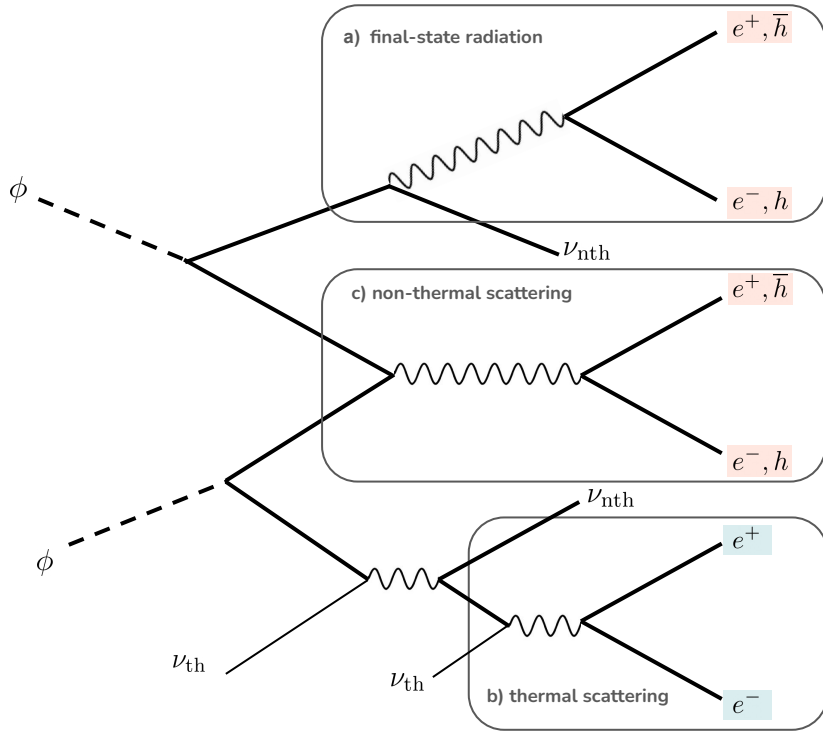 a) final-state radiation
e⁺, h̅
ϕ
e⁻, h
ν_nth
c) non-thermal scattering
e⁺, h̅
e⁻, h
ν_nth
ϕ
e⁺
ν_th
ν_th
b) thermal scattering
e⁻